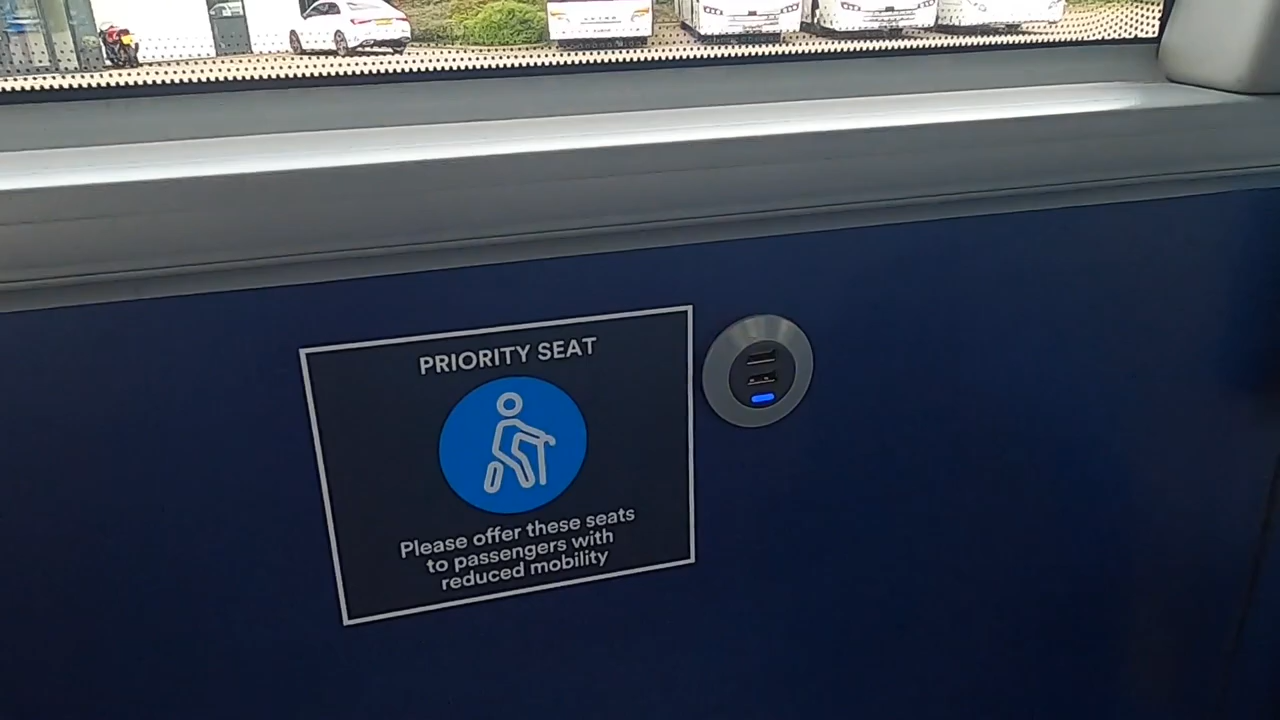 PRIORITY SEAT
Please offer these seats
to passengers with
reduced mobility